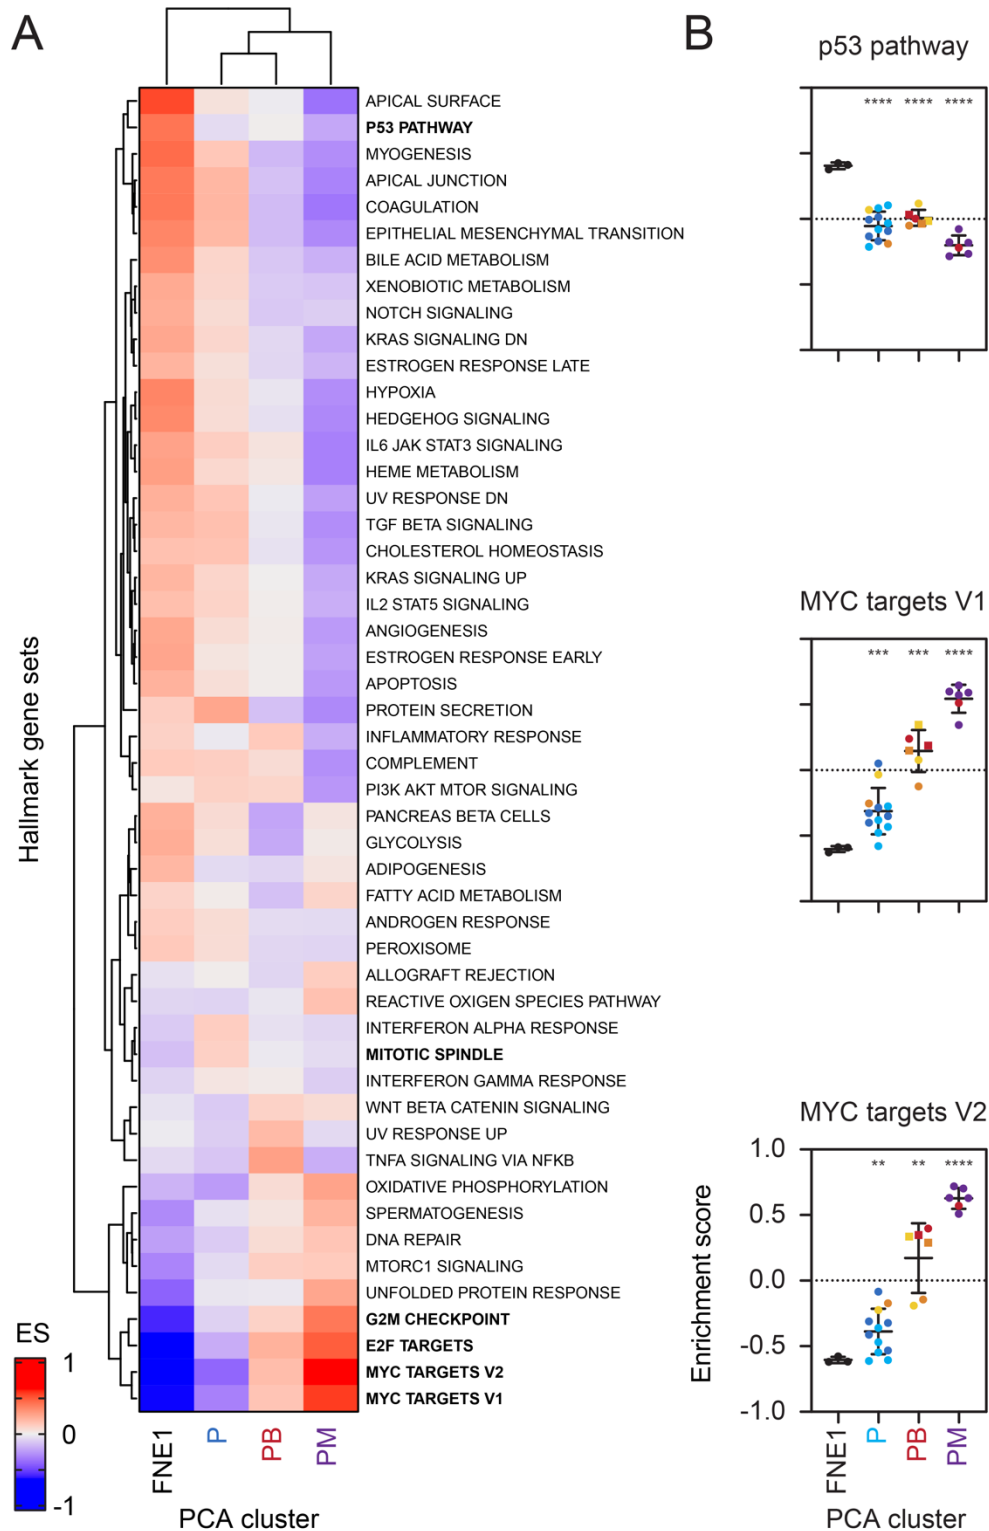 A
APICAL SURFACE
P53 PATHWAY
MYOGENESIS
APICAL JUNCTION
COAGULATION
EPITHELIAL MESENCHYMAL TRANSITION
BILE ACID METABOLISM
XENOBIOTIC METABOLISM
NOTCH SIGNALING
KRAS SIGNALING DN
ESTROGEN RESPONSE LATE
HYPOXIA
HEDGEHOG SIGNALING
IL6 JAK STAT3 SIGNALING
HEME METABOLISM
UV RESPONSE DN
TGF BETA SIGNALING
CHOLESTEROL HOMEOSTASIS
KRAS SIGNALING UP
IL2 STAT5 SIGNALING
ANGIOGENESIS
ESTROGEN RESPONSE EARLY
APOPTOSIS
PROTEIN SECRETION
INFLAMMATORY RESPONSE
COMPLEMENT
PI3K AKT MTOR SIGNALING
PANCREAS BETA CELLS
GLYCOLYSIS
ADIPOGENESIS
FATTY ACID METABOLISM
ANDROGEN RESPONSE
PEROXISOME
ALLOGRAFT REJECTION
REACTIVE OXIGEN SPECIES PATHWAY
INTERFERON ALPHA RESPONSE
MITOTIC SPINDLE
INTERFERON GAMMA RESPONSE
WNT BETA CATENIN SIGNALING
UV RESPONSE UP
TNFA SIGNALING VIA NFKB
OXIDATIVE PHOSPHORYLATION
SPERMATOGENESIS
DNA REPAIR
MTORC1 SIGNALING
UNFOLDED PROTEIN RESPONSE
G2M CHECKPOINT
E2F TARGETS
MYC TARGETS V2
MYC TARGETS V1
Hallmark gene sets
ES
1
0
-1
FNE1
P
PB
PM
PCA cluster
B
p53 pathway
**** **** ****
MYC targets V1
*** *** ****
MYC targets V2
** ** ****
1.0
0.5
0.0
-0.5
-1.0
Enrichment score
FNE1
P
PB
PM
PCA cluster